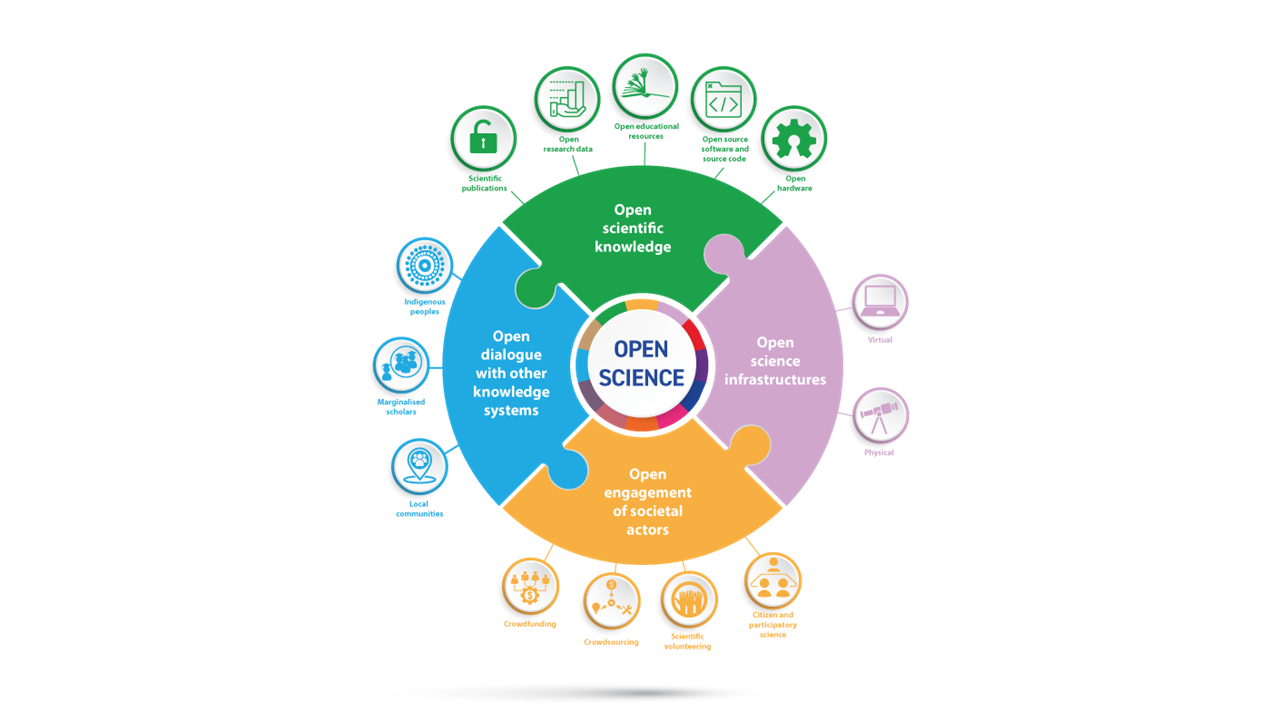 Open educational
resources
Open
research data
Open source
software and
source code
Scientific
publications
Open
hardware
Open
scientific
knowledge
Indigenous
peoples
Marginalised
scholars
Local
communities
Open
dialogue
with other
knowledge
systems
OPEN
SCIENCE
Open
science
infrastructures
Virtual
Physical
Open
engagement
of societal
actors
Crowdfunding
Crowdsourcing
Scientific
volunteering
Citizen and
participatory
science